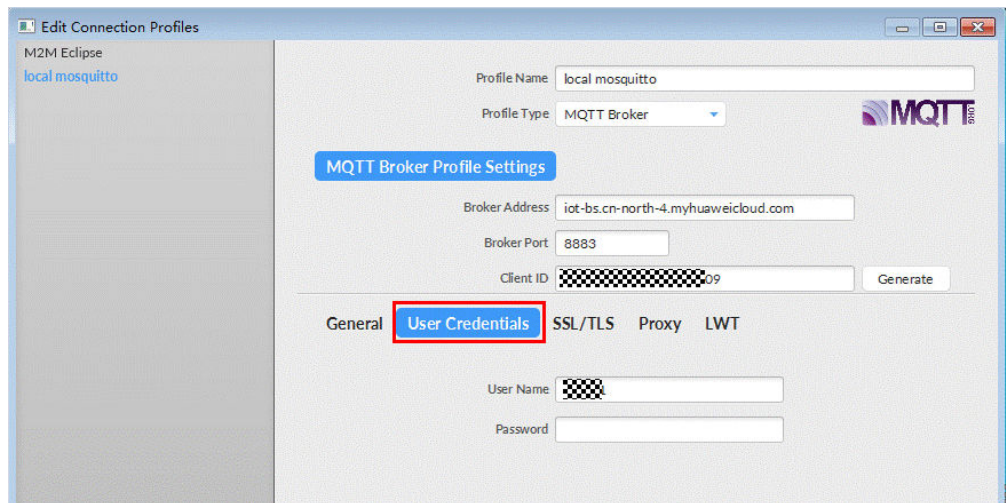 Edit Connection Profiles
M2M Eclipse
local mosquitto
Profile Name local mosquitto
Profile Type MQTT Broker
MQTT
.ORG
MQTT Broker Profile Settings
Broker Address iot-bs.cn-north-4.myhuaweicloud.com
Broker Port 8883
Client ID 09 Generate
General User Credentials SSL/TLS Proxy LWT
User Name
Password